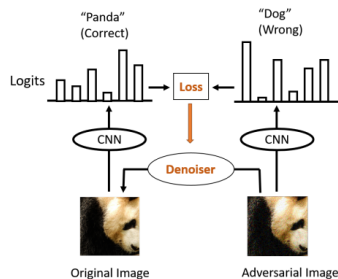 "Panda"
(Correct)
"Dog"
(Wrong)
Logits
Loss
CNN
CNN
Denoiser
Original Image
Adversarial Image